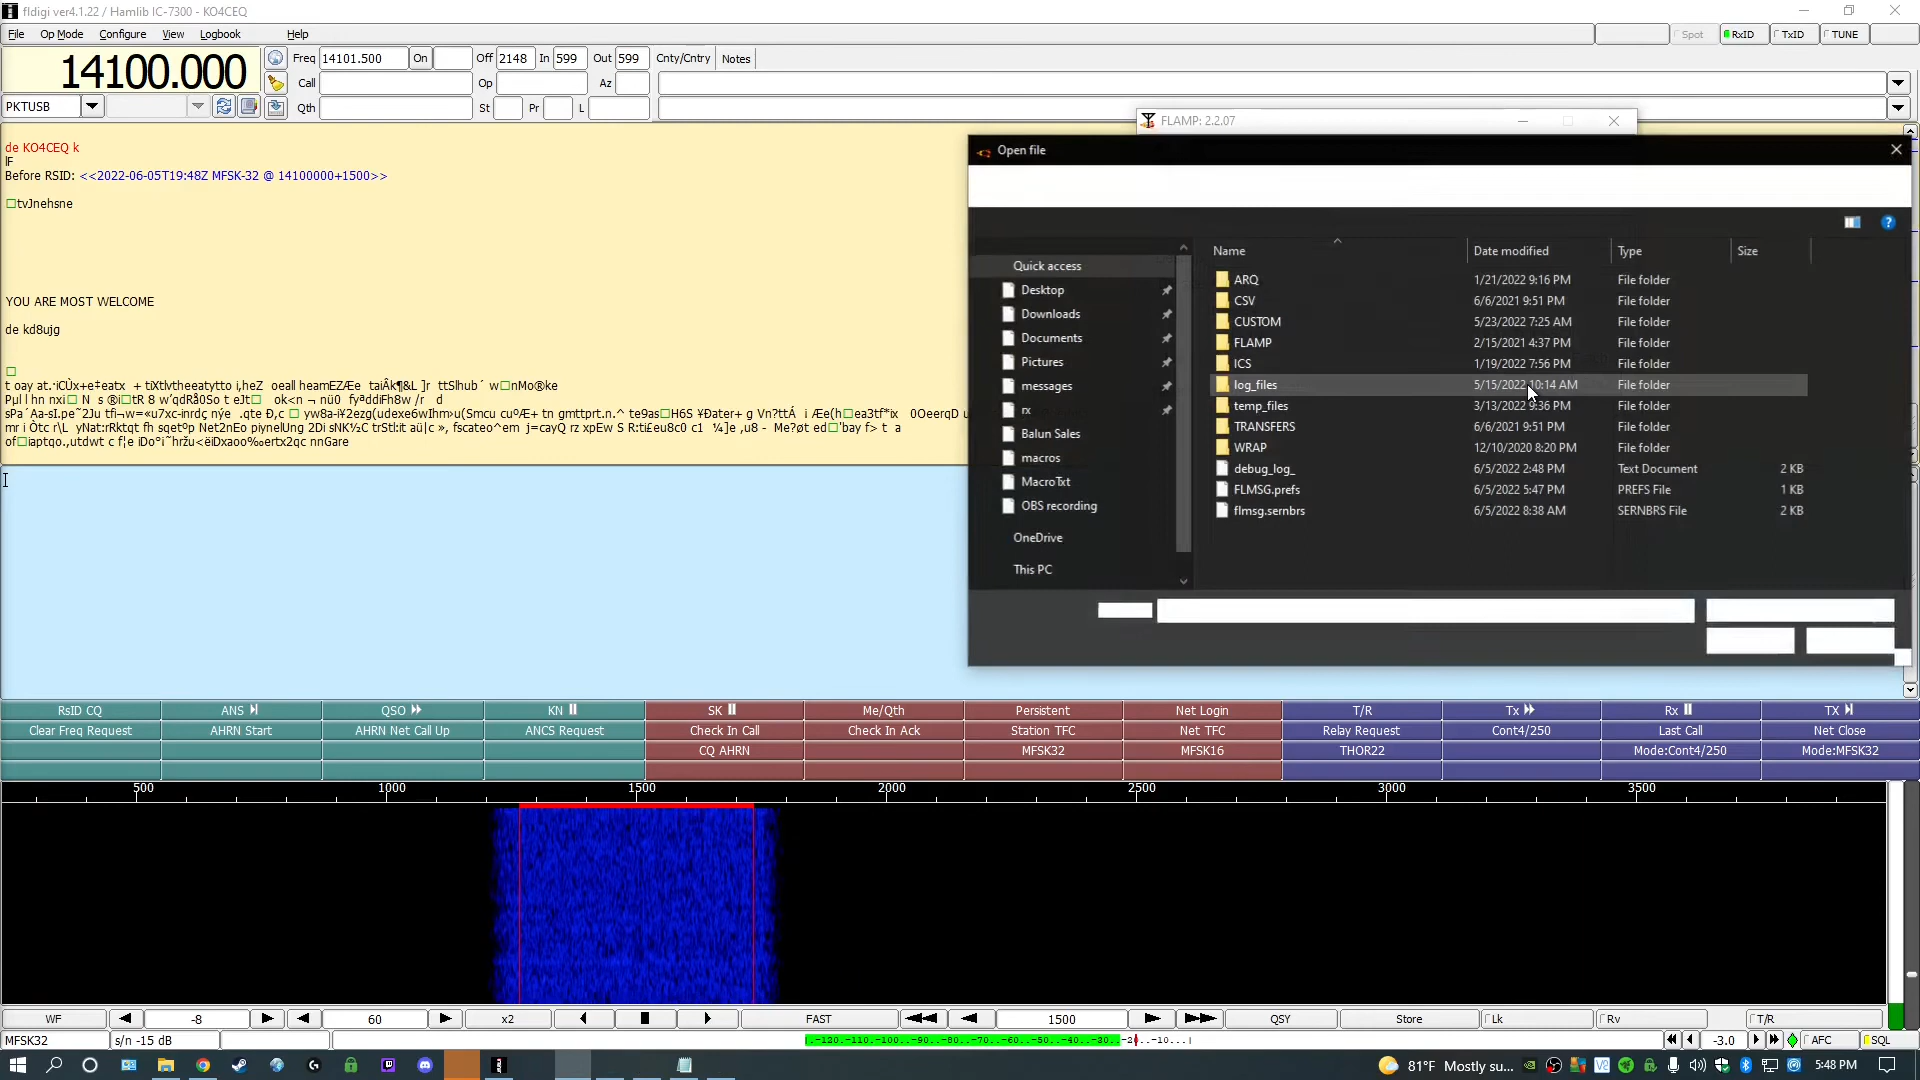 fldigi ver4.1.22 / Hamlib IC-7300 - KO4CEQ
File Op Mode Configure View Logbook Help Spot RxID TxID TUNE
14100.000
Freq 14101.500 On Off 2148 In 599 Out 599 Cnty/Cntry Notes
Call Op Az
PKTUSB Qth St Pr L
de KO4CEQ k
Before RSID: <<2022-06-05T19:48Z MFSK-32 @ 14100000+1500>>
tvJnehsne
YOU ARE MOST WELCOME
de kd8ujg
FLAMP: 2.2.07
Open file
Name Date modified Type Size
Quick access
Desktop
Downloads
Documents
Pictures
messages
rx
Balun Sales
macros
MacroTxt
OBS recording
OneDrive
This PC
ARQ 1/21/2022 9:16 PM File folder
CSV 6/6/2021 9:51 PM File folder
CUSTOM 5/23/2022 7:25 AM File folder
FLAMP 2/15/2021 4:37 PM File folder
ICS 1/19/2022 7:56 PM File folder
log_files 5/15/2022 10:14 AM File folder
temp_files 3/13/2022 9:36 PM File folder
TRANSFERS 6/6/2021 9:51 PM File folder
WRAP 12/10/2020 8:20 PM File folder
debug_log_ 6/5/2022 2:48 PM Text Document 2 KB
FLMSG.prefs 6/5/2022 5:47 PM PREFS File 1 KB
flmsg.sernbrs 6/5/2022 8:38 AM SERNBRS File 2 KB
RsID CQ ANS QSO KN SK Me/Qth Persistent Net Login T/R Tx Rx TX
Clear Freq Request AHRN Start AHRN Net Call Up ANCS Request Check In Call Check In Ack Station TFC Net TFC Relay Request Cont4/250 Last Call Net Close
CQ AHRN MFSK32 MFSK16 THOR22 Mode:Cont4/250 Mode:MFSK32
500 1000 1500 2000 2500 3000 3500
WF -8 60 x2 FAST 1500 QSY Store Lk Rv T/R
MFSK32 s/n -15 dB -3.0 AFC SQL
81°F Mostly su... 5:48 PM